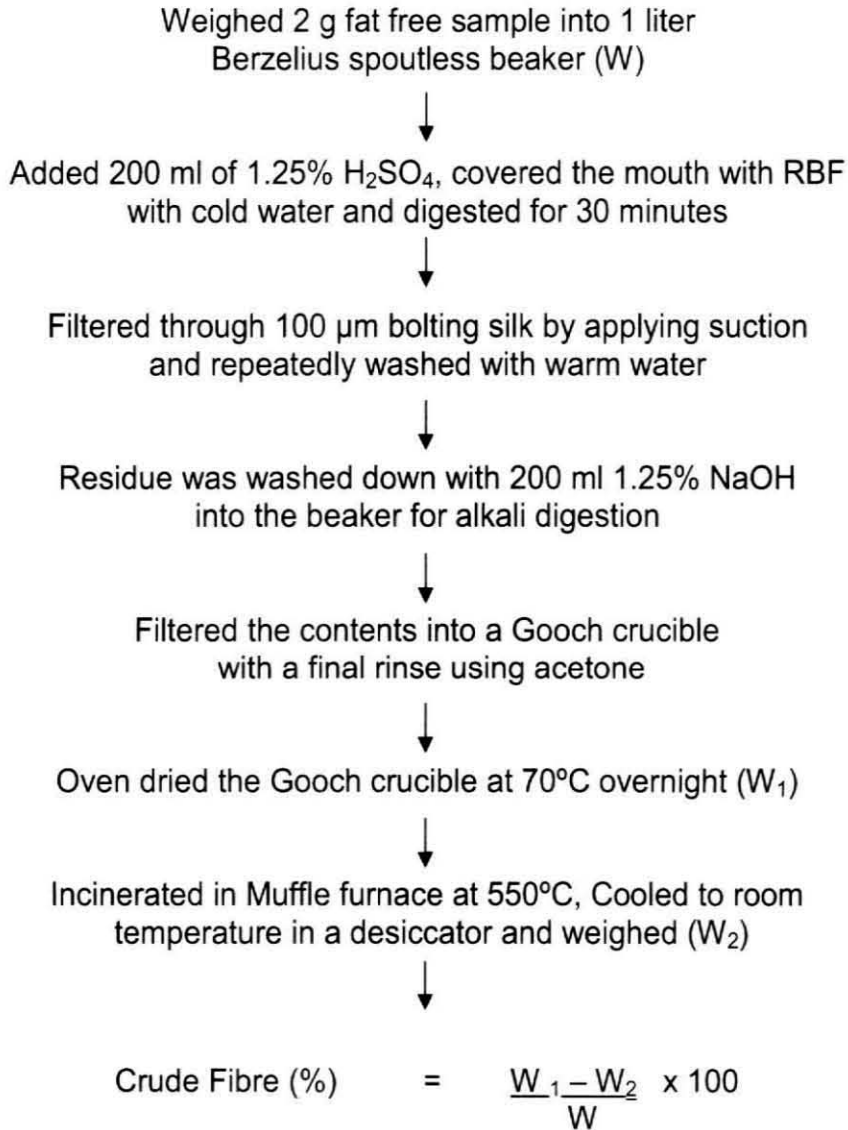 Weighed 2 g fat free sample into 1 liter
Berzelius spoutless beaker (W)
Added 200 ml of 1.25% H₂SO₄, covered the mouth with RBF
with cold water and digested for 30 minutes
Filtered through 100 µm bolting silk by applying suction
and repeatedly washed with warm water
Residue was washed down with 200 ml 1.25% NaOH
into the beaker for alkali digestion
Filtered the contents into a Gooch crucible
with a final rinse using acetone
Oven dried the Gooch crucible at 70ºC overnight (W₁)
Incinerated in Muffle furnace at 550ºC, Cooled to room
temperature in a desiccator and weighed (W₂)
Crude Fibre (%) = W ₁ – W₂ x 100
W